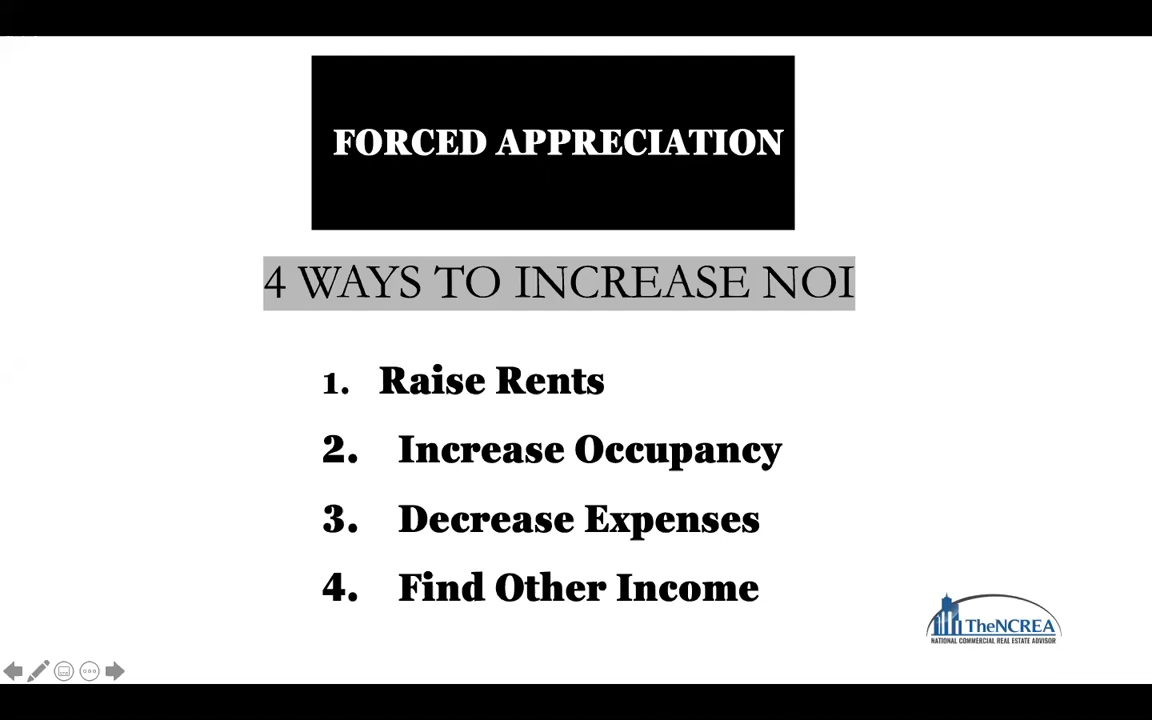 FORCED APPRECIATION
4 WAYS TO INCREASE NOI
1. Raise Rents
2. Increase Occupancy
3. Decrease Expenses
4. Find Other Income
TheNCREA
NATIONAL COMMERCIAL REAL ESTATE ADVISOR